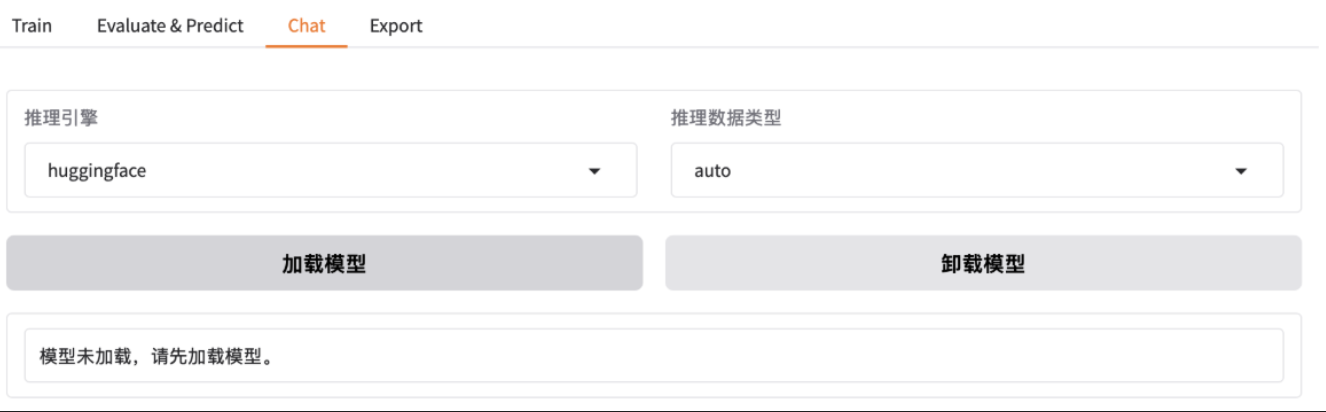 Train Evaluate & Predict Chat Export
推理引擎 推理数据类型
huggingface auto
加载模型 卸载模型
模型未加载，请先加载模型。